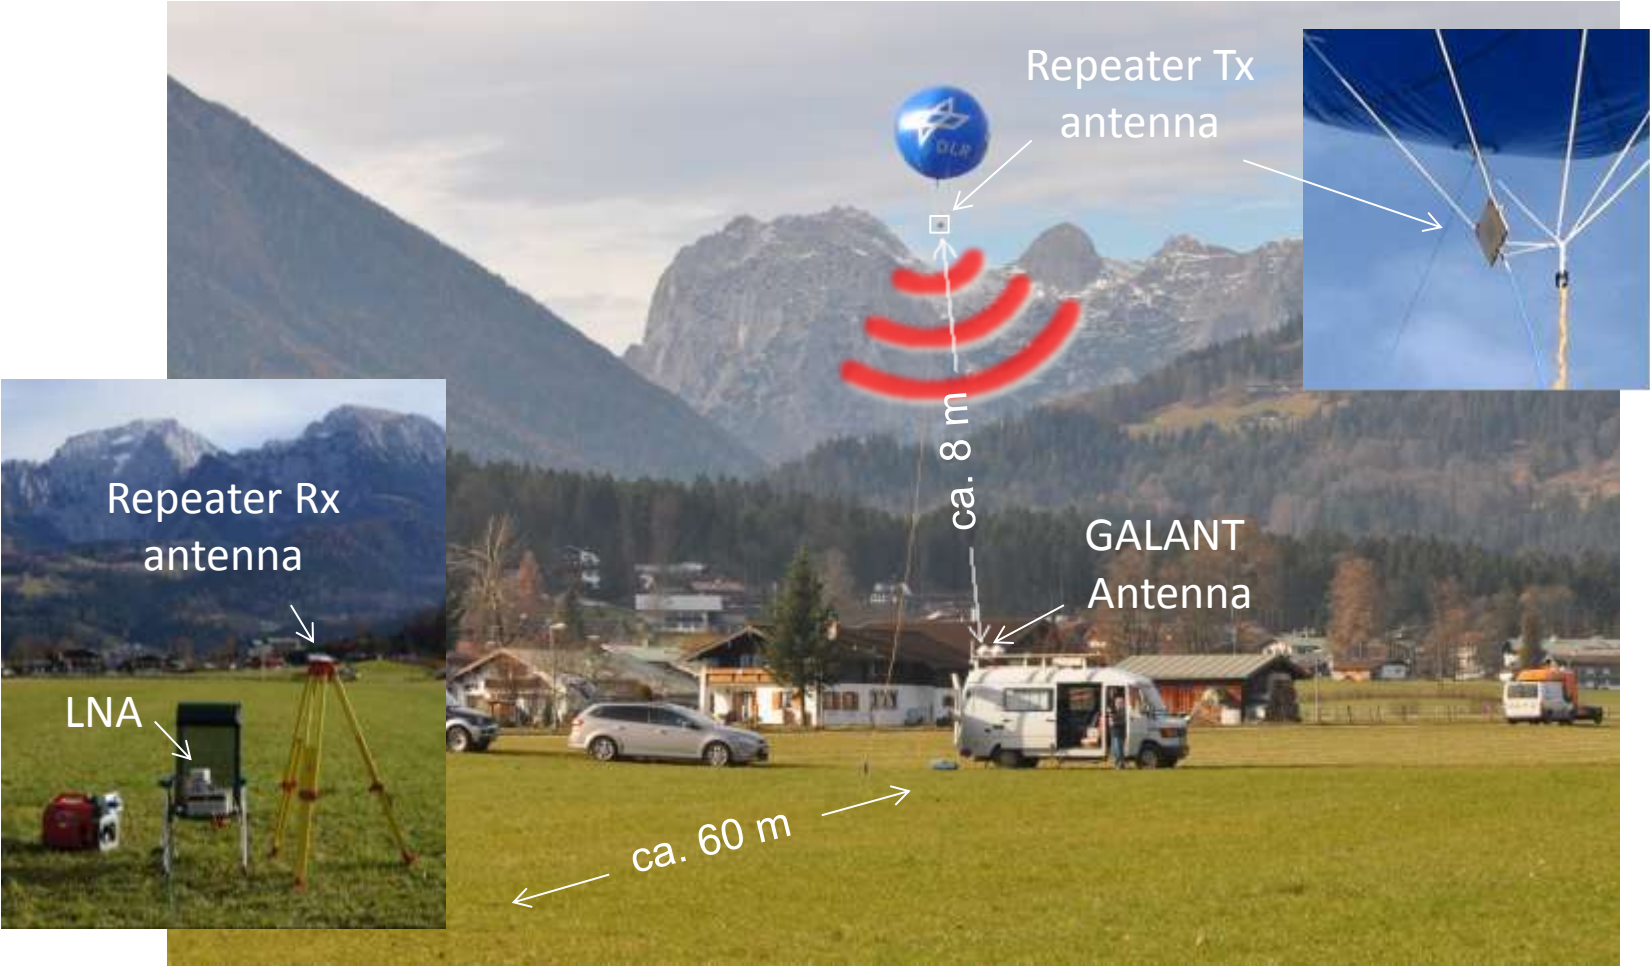 Repeater Tx
antenna
DLR
ca. 8 m
Repeater Rx
antenna
GALANT
Antenna
LNA
ca. 60 m